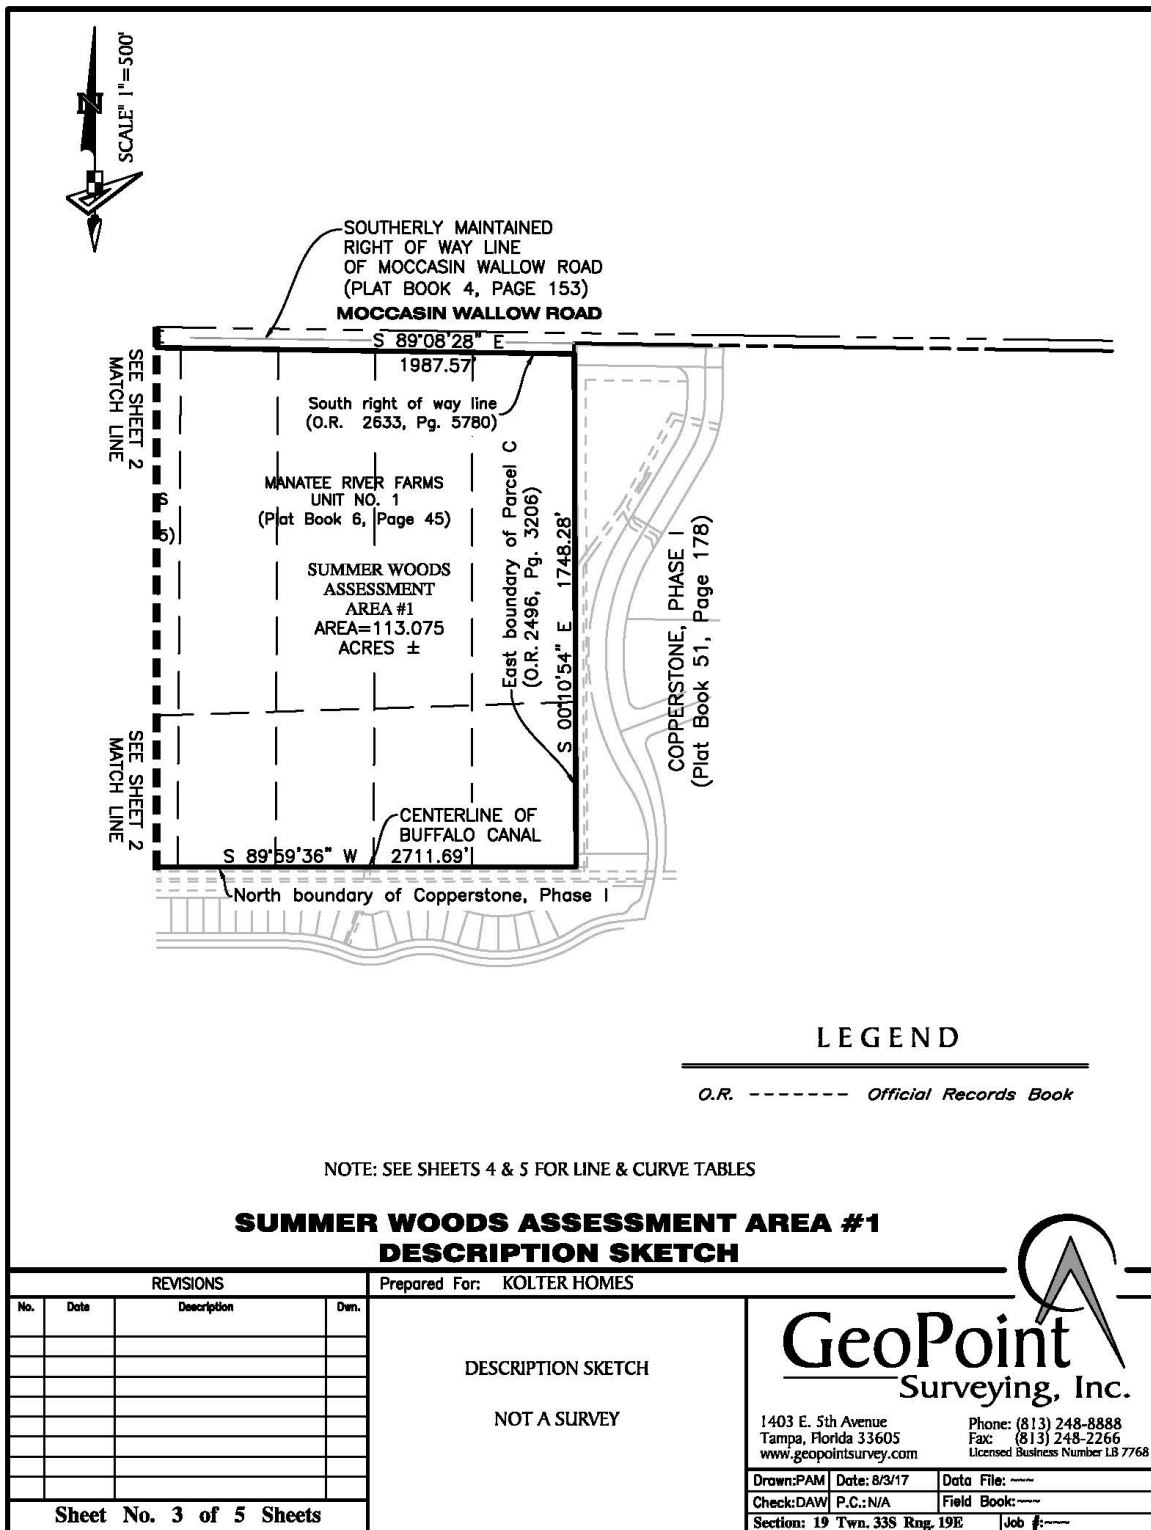 N
SCALE" 1"=500'
SOUTHERLY MAINTAINED
RIGHT OF WAY LINE
OF MOCCASIN WALLOW ROAD
(PLAT BOOK 4, PAGE 153)
MOCCASIN WALLOW ROAD
S 89°08'28" E
1987.57'
SEE SHEET 2
MATCH LINE
South right of way line
(O.R. 2633, Pg. 5780)
S
5)
MANATEE RIVER FARMS
UNIT NO. 1
(Plat Book 6, Page 45)
SUMMER WOODS
ASSESSMENT
AREA #1
AREA=113.075
ACRES ±
East boundary of Parcel C
(O.R. 2496, Pg. 3206)
S 00°10'54" E 1748.28'
COPPERSTONE, PHASE I
(Plat Book 51, Page 178)
SEE SHEET 2
MATCH LINE
CENTERLINE OF
BUFFALO CANAL
S 89°59'36" W 2711.69'
North boundary of Copperstone, Phase I
LEGEND
O.R. ------- Official Records Book
NOTE: SEE SHEETS 4 & 5 FOR LINE & CURVE TABLES
SUMMER WOODS ASSESSMENT AREA #1
DESCRIPTION SKETCH
REVISIONS
No. Date Description Dwn.
Prepared For: KOLTER HOMES
DESCRIPTION SKETCH
NOT A SURVEY
GeoPoint
Surveying, Inc.
1403 E. 5th Avenue
Tampa, Florida 33605
www.geopointsurvey.com
Phone: (813) 248-8888
Fax: (813) 248-2266
Licensed Business Number LB 7768
Drawn:PAM Date: 8/3/17 Data File: ~~~
Check:DAW P.C.: N/A Field Book:~~~
Section: 19 Twn. 33S Rng. 19E Job #:~~~
Sheet No. 3 of 5 Sheets